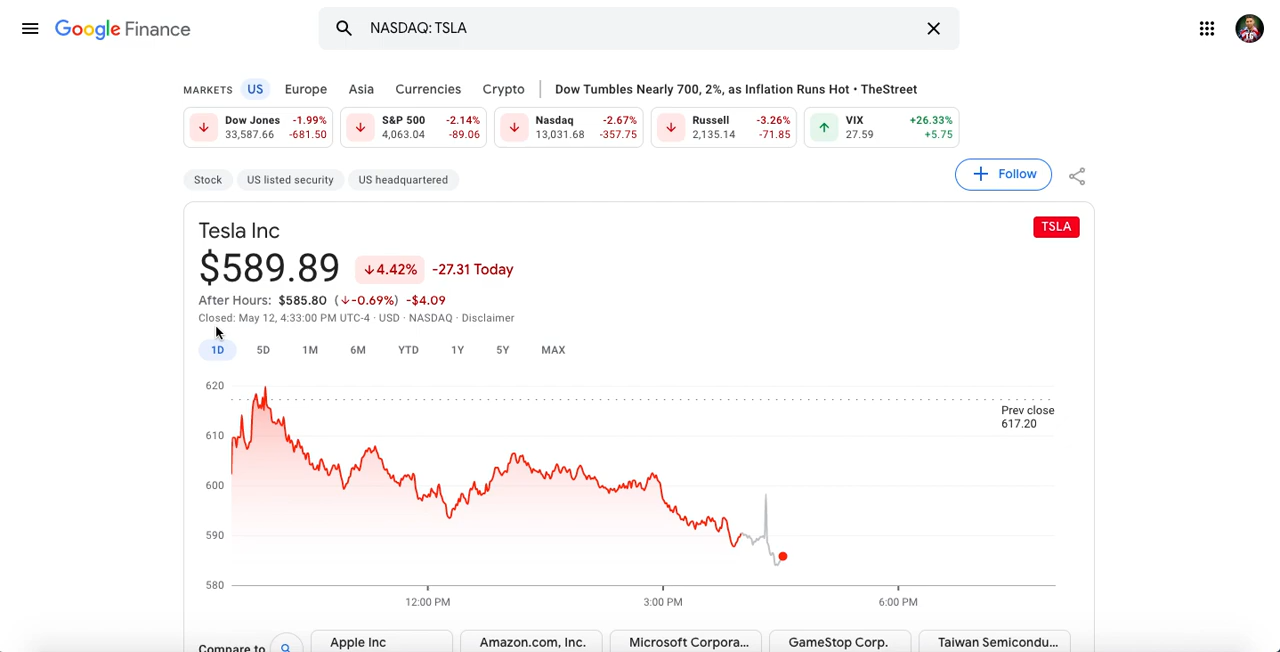 Google Finance
NASDAQ: TSLA
MARKETS US Europe Asia Currencies Crypto Dow Tumbles Nearly 700, 2%, as Inflation Runs Hot • TheStreet
Dow Jones -1.99% S&P 500 -2.14% Nasdaq -2.67% Russell -3.26% VIX +26.33%
33,587.66 -681.50 4,063.04 -89.06 13,031.68 -357.75 2,135.14 -71.85 27.59 +5.75
Stock US listed security US headquartered
+ Follow
Tesla Inc
TSLA
$589.89 ↓4.42% -27.31 Today
After Hours: $585.80 (↓-0.69%) -$4.09
Closed: May 12, 4:33:00 PM UTC-4 · USD · NASDAQ · Disclaimer
1D 5D 1M 6M YTD 1Y 5Y MAX
620
Prev close
617.20
610
600
590
580
12:00 PM 3:00 PM 6:00 PM
Compare to Apple Inc Amazon.com, Inc. Microsoft Corpora... GameStop Corp. Taiwan Semicondu...